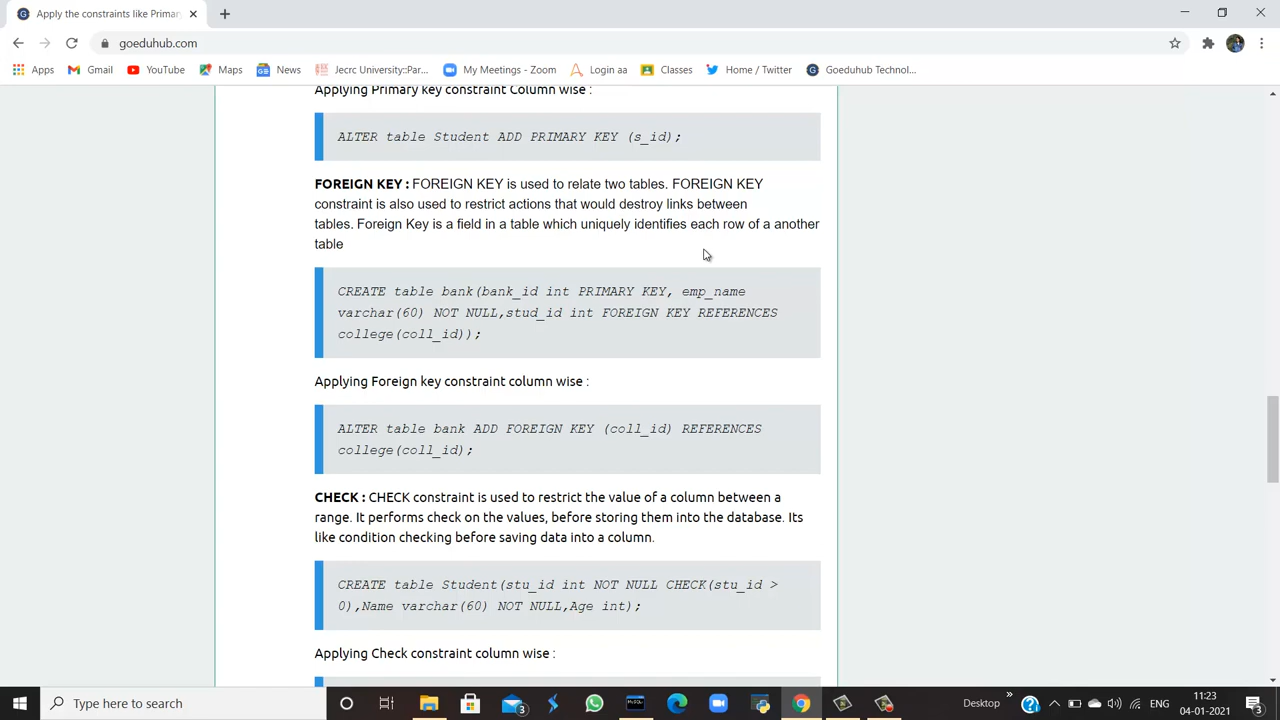 Apply the constraints like Primar
goeduhub.com
Apps
Gmail
YouTube
Maps
News
Jecrc University::Par...
My Meetings - Zoom
Login aa
Classes
Home / Twitter
Goeduhub Technol...
Applying Primary key constraint Column wise :
ALTER table Student ADD PRIMARY KEY (s_id);
FOREIGN KEY : FOREIGN KEY is used to relate two tables. FOREIGN KEY
constraint is also used to restrict actions that would destroy links between
tables. Foreign Key is a field in a table which uniquely identifies each row of a another
table
CREATE table bank(bank_id int PRIMARY KEY, emp_name
varchar(60) NOT NULL,stud_id int FOREIGN KEY REFERENCES
college(coll_id));
Applying Foreign key constraint column wise :
ALTER table bank ADD FOREIGN KEY (coll_id) REFERENCES
college(coll_id);
CHECK : CHECK constraint is used to restrict the value of a column between a
range. It performs check on the values, before storing them into the database. Its
like condition checking before saving data into a column.
CREATE table Student(stu_id int NOT NULL CHECK(stu_id >
0),Name varchar(60) NOT NULL,Age int);
Applying Check constraint column wise :
Type here to search
3
Desktop
»
ENG
11:23
04-01-2021
3